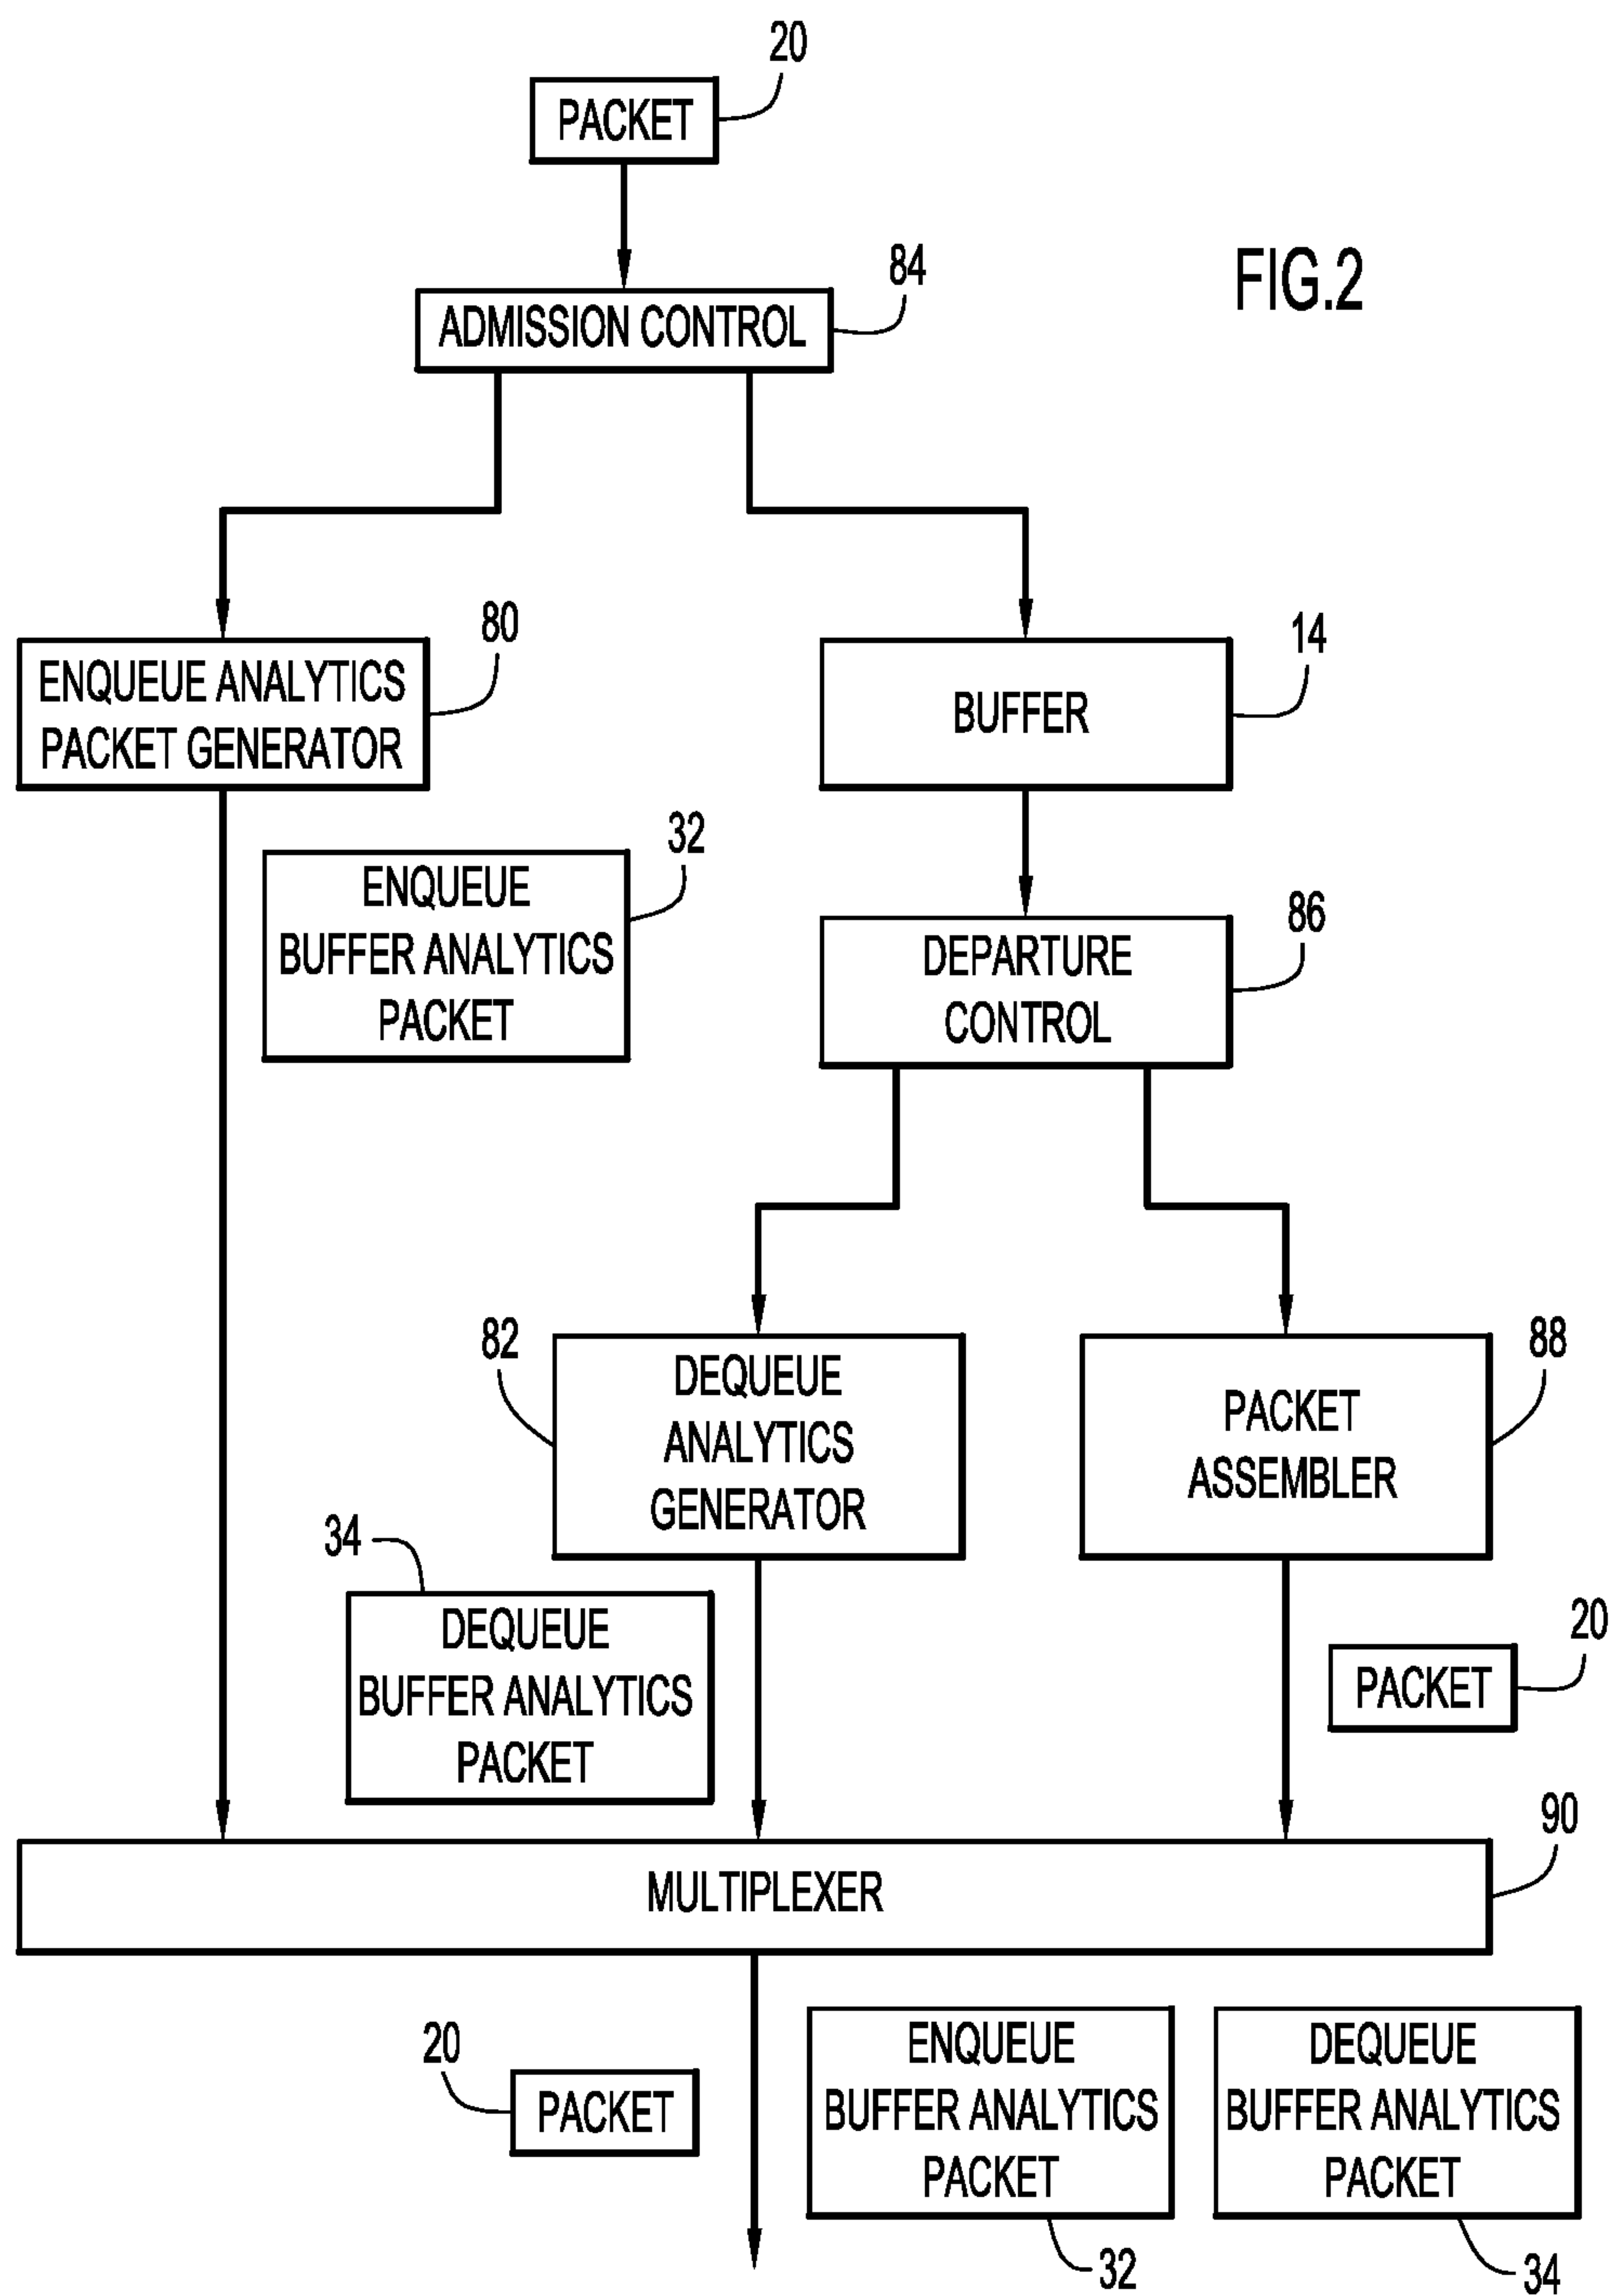 20
PACKET
84
FIG.2
ADMISSION CONTROL
80
ENQUEUE ANALYTICS
PACKET GENERATOR
14
BUFFER
32
ENQUEUE
BUFFER ANALYTICS
PACKET
86
DEPARTURE
CONTROL
82
DEQUEUE
ANALYTICS
GENERATOR
88
PACKET
ASSEMBLER
34
DEQUEUE
BUFFER ANALYTICS
PACKET
20
PACKET
90
MULTIPLEXER
20
PACKET
ENQUEUE
BUFFER ANALYTICS
PACKET
32
DEQUEUE
BUFFER ANALYTICS
PACKET
34